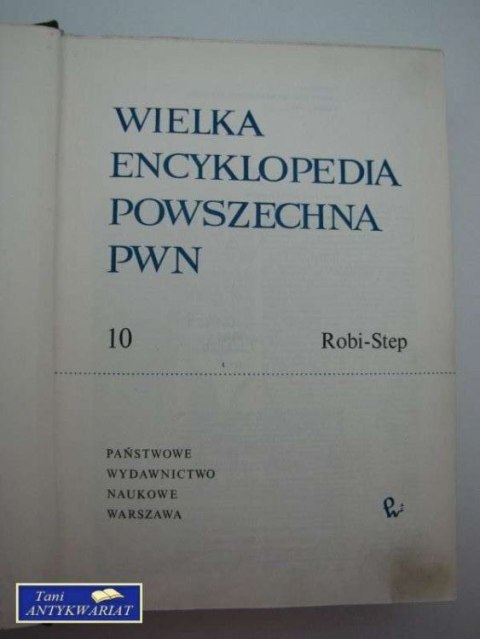 WIELKA
ENCYKLOPEDIA
POWSZECHNA
PWN
10 Robi-Step
PAŃSTWOWE
WYDAWNICTWO
NAUKOWE
WARSZAWA
Tani
ANTYKWARIAT